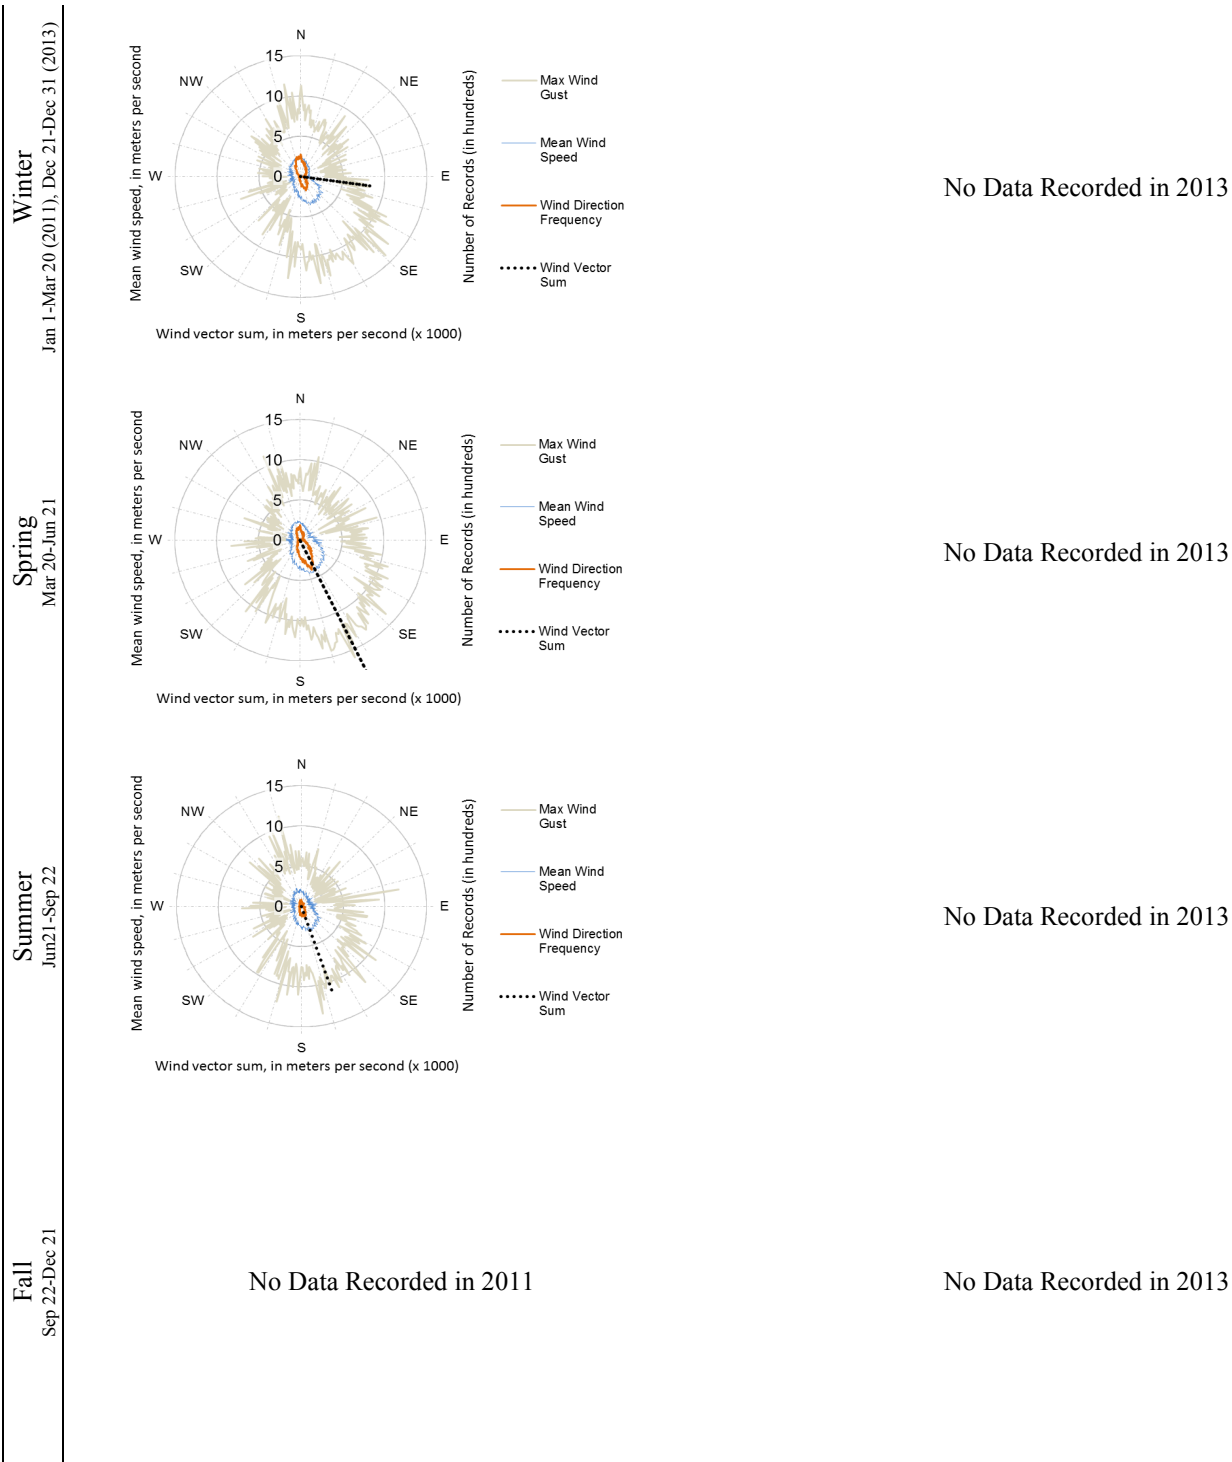 Winter
Jan 1-Mar 20 (2011), Dec 21-Dec 31 (2013)
Mean wind speed, in meters per second
N
15
NW
NE
10
5
W
0
E
SW
SE
S
Wind vector sum, in meters per second (x 1000)
Number of Records (in hundreds)
Max Wind
Gust
Mean Wind
Speed
Wind Direction
Frequency
Wind Vector
Sum
No Data Recorded in 2013
Spring
Mar 20-Jun 21
Mean wind speed, in meters per second
N
15
NW
NE
10
5
W
0
E
SW
SE
S
Wind vector sum, in meters per second (x 1000)
Number of Records (in hundreds)
Max Wind
Gust
Mean Wind
Speed
Wind Direction
Frequency
Wind Vector
Sum
No Data Recorded in 2013
Summer
Jun21-Sep 22
Mean wind speed, in meters per second
N
15
NW
NE
10
5
W
0
E
SW
SE
S
Wind vector sum, in meters per second (x 1000)
Number of Records (in hundreds)
Max Wind
Gust
Mean Wind
Speed
Wind Direction
Frequency
Wind Vector
Sum
No Data Recorded in 2013
Fall
Sep 22-Dec 21
No Data Recorded in 2011
No Data Recorded in 2013